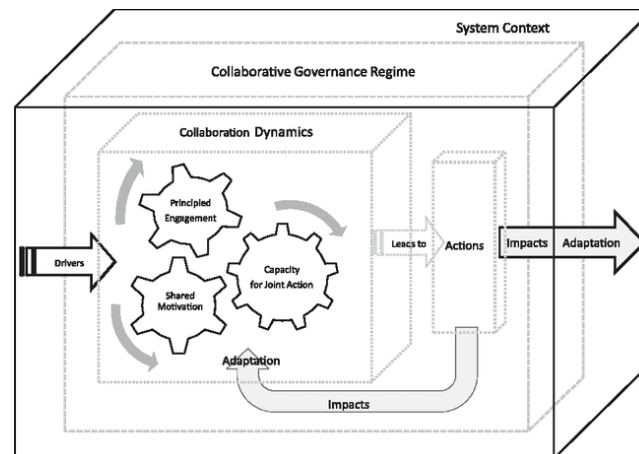 System Context
Collaborative Governance Regime
Collaboration Dynamics
Principled
Engagement
Drivers
Leads to
Actions
Impacts Adaptation
Capacity
for Joint Action
Shared
Motivation
Adaptation
Impacts